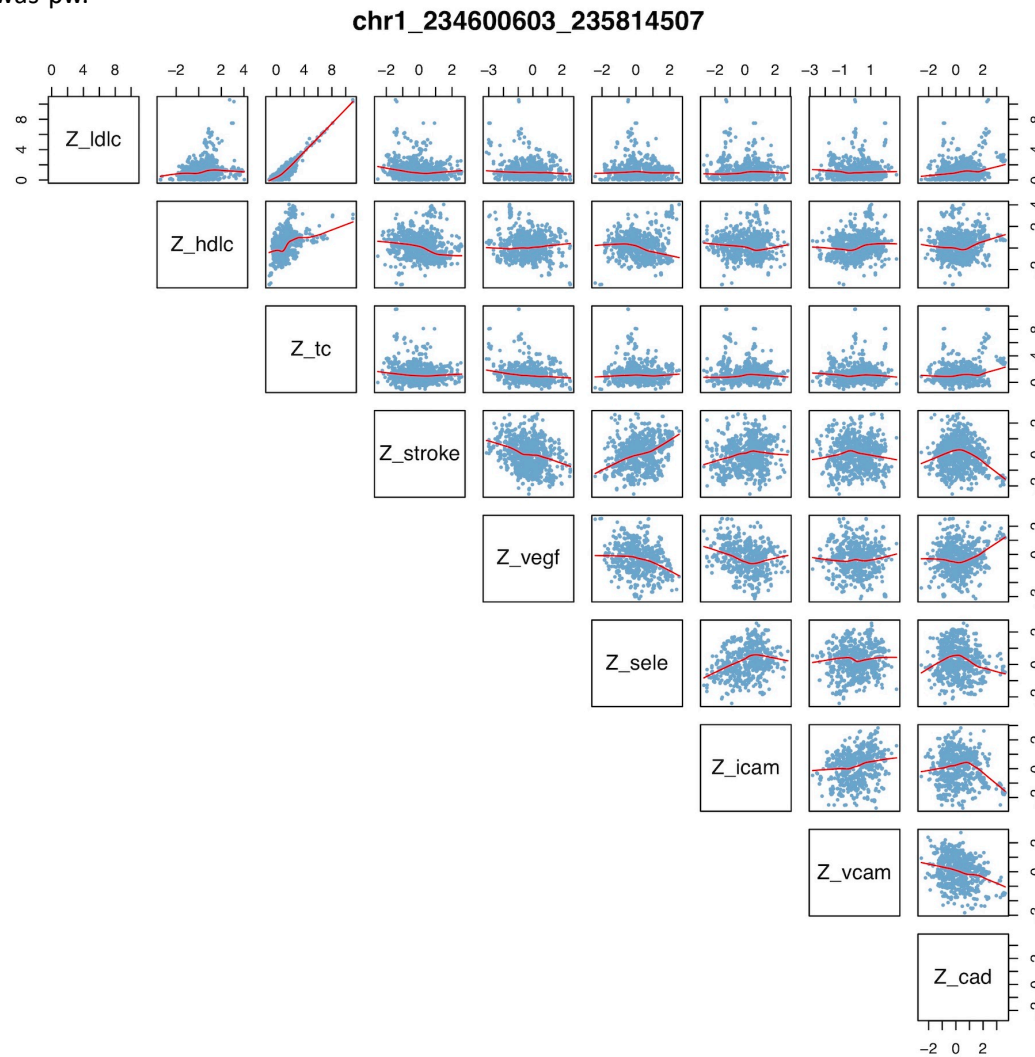 chr1_234600603_235814507
0 4 8 −2 2 4 0 4 8 −2 0 2 −3 0 2 −2 0 2 −2 0 2 −3 −1 1 −2 0 2
Z_ldlc
0 4 8
Z_hdlc
Z_tc
Z_stroke
Z_vegf
Z_sele
Z_icam
Z_vcam
Z_cad
−2 0 2